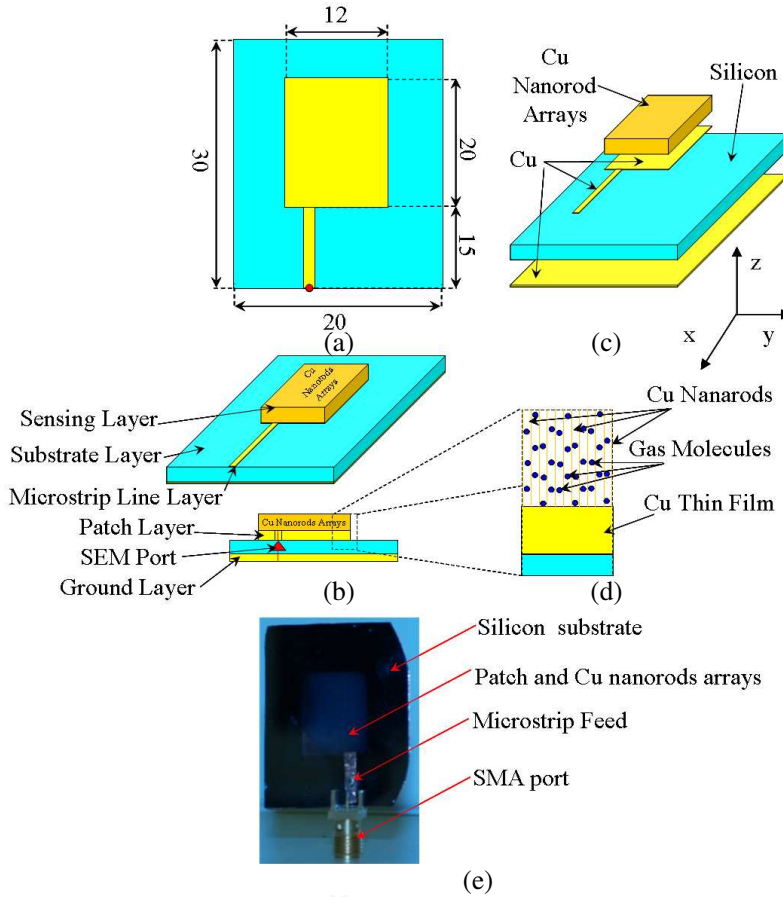 12
30
20
15
20
(a)
Cu
Nanorod
Arrays
Silicon
Cu
z
x
y
(c)
Cu
Nanorods
Arrays
Sensing Layer
Substrate Layer
Microstrip Line Layer
Patch Layer
Cu Nanorods Arrays
SEM Port
Ground Layer
(b)
Cu Nanarods
Gas Molecules
Cu Thin Film
(d)
Silicon substrate
Patch and Cu nanorods arrays
Microstrip Feed
SMA port
(e)